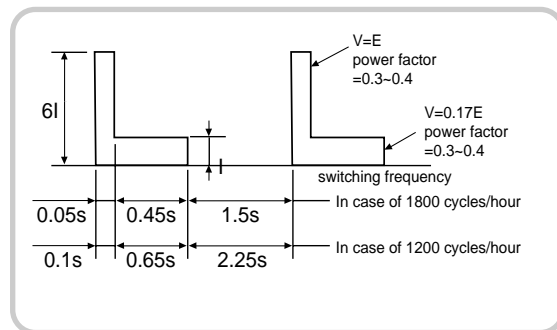 V=E
power factor
=0.3~0.4
6I
V=0.17E
power factor
=0.3~0.4
I
switching frequency
0.05s 0.45s 1.5s In case of 1800 cycles/hour
0.1s 0.65s 2.25s In case of 1200 cycles/hour